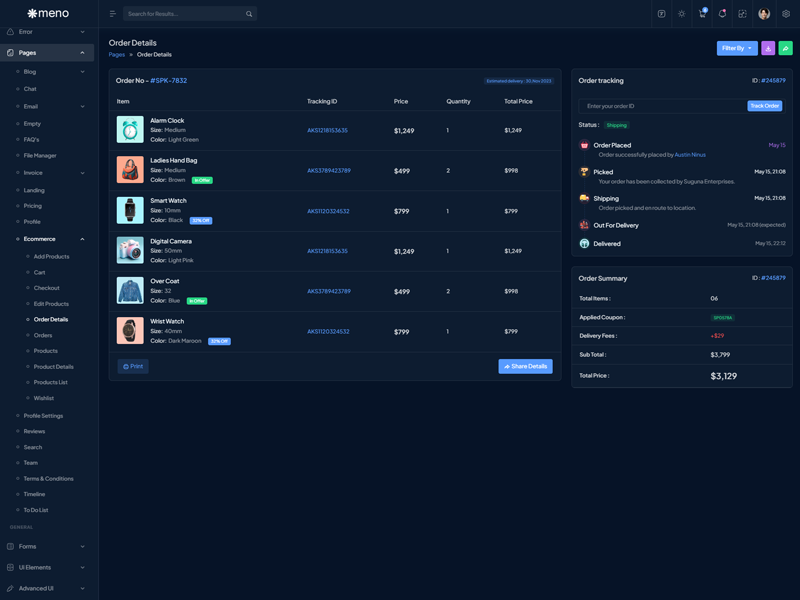 meno
Search for Results...
Error
Pages
Blog
Chat
Email
Empty
FAQ's
File Manager
Invoice
Landing
Pricing
Profile
Ecommerce
Add Products
Cart
Checkout
Edit Products
Order Details
Orders
Products
Product Details
Products List
Wishlist
Profile Settings
Reviews
Search
Team
Terms & Conditions
Timeline
To Do List
GENERAL
Forms
UI Elements
Advanced UI
Order Details
Pages
Order Details
Filter By
Order No - #SPK-7832
Estimated delivery : 30,Nov 2023
Item Tracking ID Price Quantity Total Price
Alarm Clock
Size: Medium
Color: Light Green
AKS1218153635 $1,249 1 $1,249
Ladies Hand Bag
Size: Medium
Color: Brown In Offer
AKS3789423789 $499 2 $998
Smart Watch
Size: 10mm
Color: Black 32% Off
AKS1120324532 $799 1 $799
Digital Camera
Size: 50mm
Color: Light Pink
AKS1218153635 $1,249 1 $1,249
Over Coat
Size: 32
Color: Blue In Offer
AKS3789423789 $499 2 $998
Wrist Watch
Size: 40mm
Color: Dark Maroon 32% Off
AKS1120324532 $799 1 $799
Print
Share Details
Order tracking ID : #245879
Enter your order ID Track Order
Status : Shipping
Order Placed May 15
Order successfully placed by Austin Ninus
Picked May 15, 21:08
Your order has been collected by Suguna Enterprises.
Shipping May 15, 21:08
Order picked and en route to location.
Out For Delivery May 15, 21:08 (expected)
Delivered May 15, 22:12
Order Summary ID : #245879
Total Items : 06
Applied Coupon :
Delivery Fees : +$29
Sub Total : $3,799
Total Price : $3,129